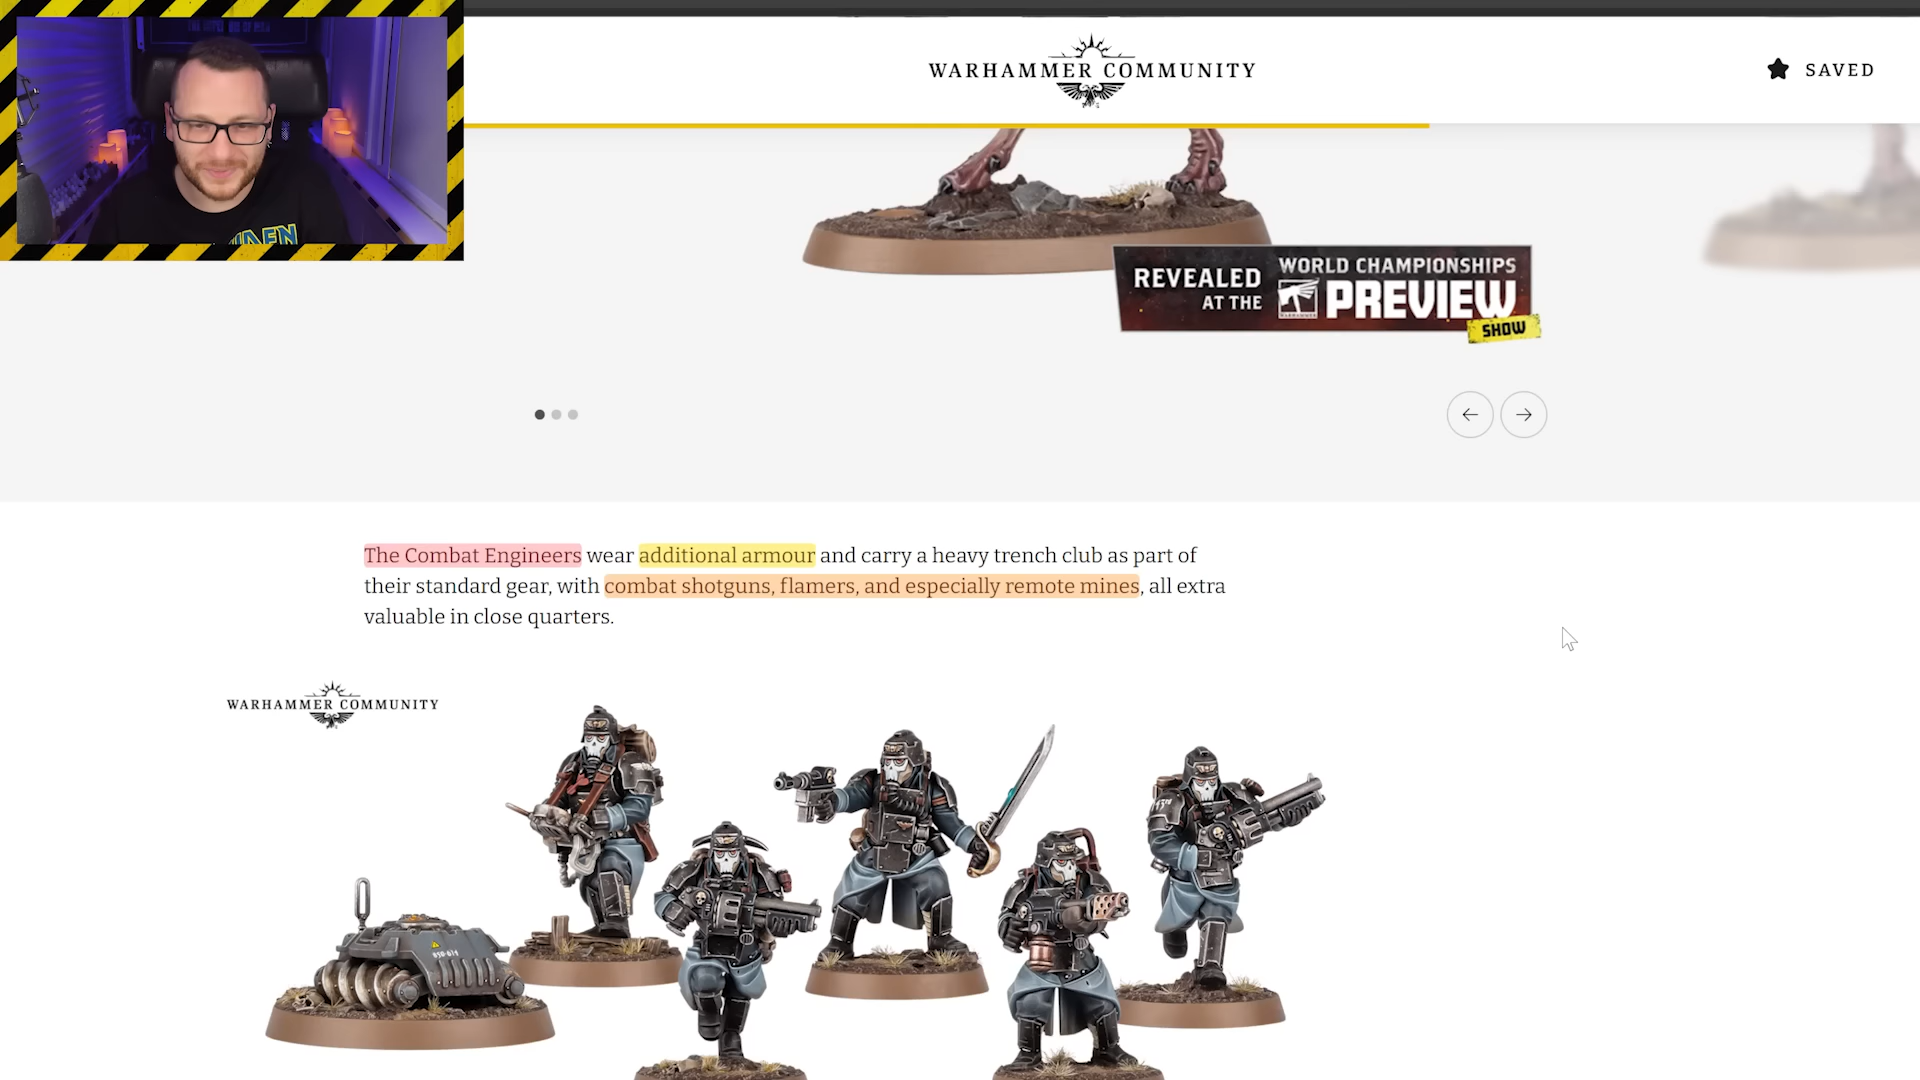 WARHAMMER COMMUNITY
SAVED
REVEALED
AT THE
WORLD CHAMPIONSHIPS
PREVIEW
SHOW
The Combat Engineers wear additional armour and carry a heavy trench club as part of
their standard gear, with combat shotguns, flamers, and especially remote mines, all extra
valuable in close quarters.
WARHAMMER COMMUNITY